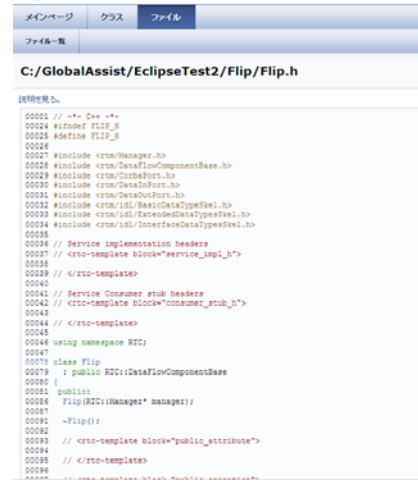 メインページ クラス ファイル
ファイル一覧
C:/GlobalAssist/EclipseTest2/Flip/Flip.h
説明を見る。
00001 // -*- C++ -*-
00024 #ifndef FLIP_H
00025 #define FLIP_H
00026
00027 #include <rtm/Manager.h>
00028 #include <rtm/DataFlowComponentBase.h>
00029 #include <rtm/CorbaPort.h>
00030 #include <rtm/DataInPort.h>
00031 #include <rtm/DataOutPort.h>
00032 #include <rtm/idl/BasicDataTypeSkel.h>
00033 #include <rtm/idl/ExtendedDataTypesSkel.h>
00034 #include <rtm/idl/InterfaceDataTypesSkel.h>
00035
00036 // Service implementation headers
00037 // <rtc-template block="service_impl_h">
00038
00039 // </rtc-template>
00040
00041 // Service Consumer stub headers
00042 // <rtc-template block="consumer_stub_h">
00043
00044 // </rtc-template>
00045
00046 using namespace RTC;
00047
00078 class Flip
00079 : public RTC::DataFlowComponentBase
00080 {
00081 public:
00086 Flip(RTC::Manager* manager);
00087
00091 ~Flip();
00092
00093 // <rtc-template block="public_attribute">
00094
00095 // </rtc-template>
00096